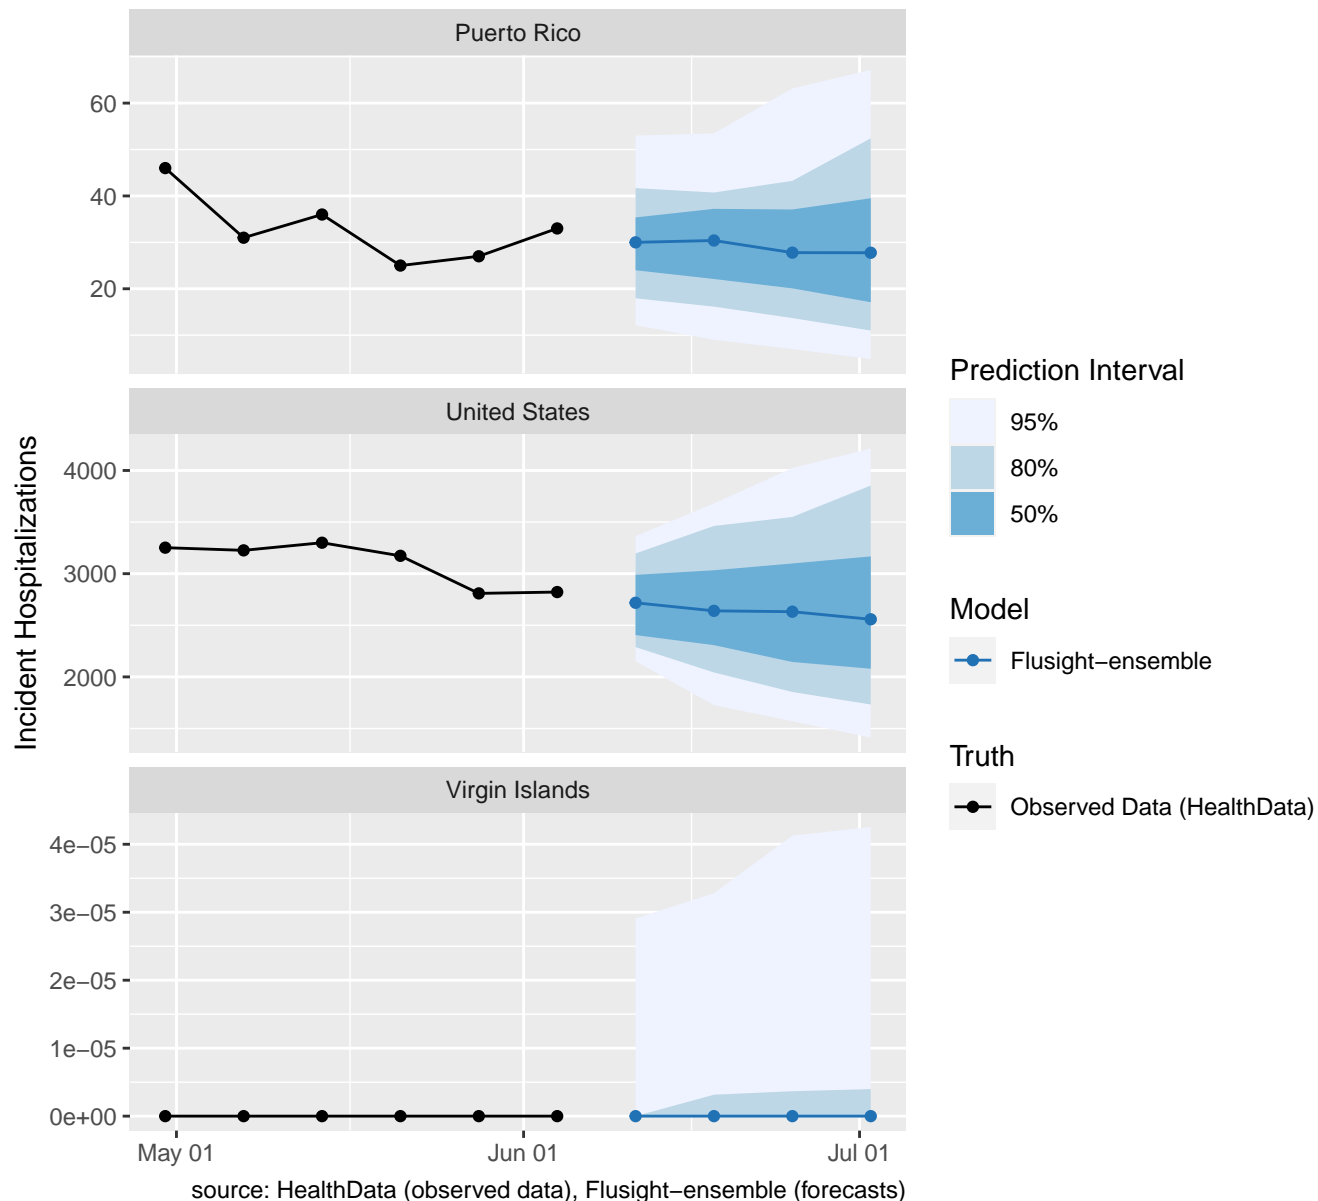 Puerto Rico
60
40
20
United States
4000
3000
2000
Virgin Islands
4e−05
3e−05
2e−05
1e−05
0e+00
May 01
Jun 01
Jul 01
Incident Hospitalizations
source: HealthData (observed data), Flusight−ensemble (forecasts)
Prediction Interval
95%
80%
50%
Model
Flusight−ensemble
Truth
Observed Data (HealthData)